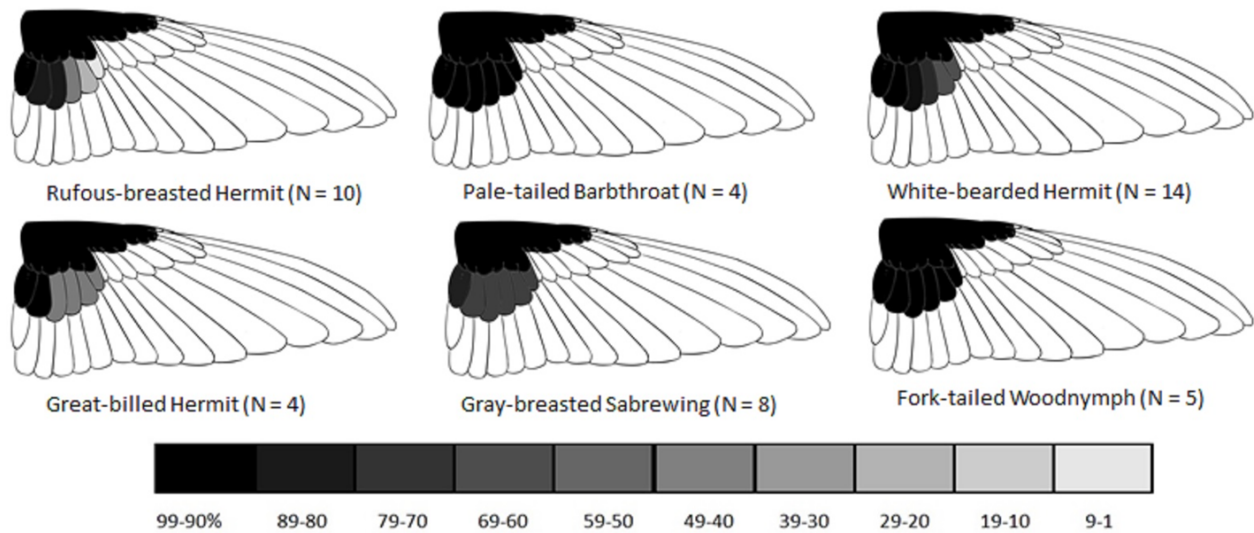 Rufous-breasted Hermit (N = 10)
Pale-tailed Barbthroat (N = 4)
White-bearded Hermit (N = 14)
Great-billed Hermit (N = 4)
Gray-breasted Sabrewing (N = 8)
Fork-tailed Woodnymph (N = 5)
99-90% 89-80 79-70 69-60 59-50 49-40 39-30 29-20 19-10 9-1